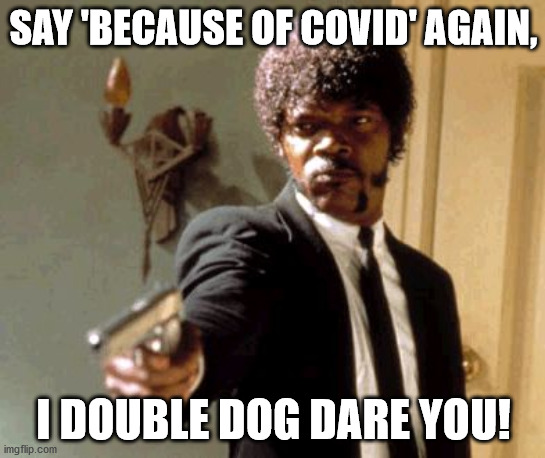 SAY 'BECAUSE OF COVID' AGAIN,
I DOUBLE DOG DARE YOU!
imgflip.com